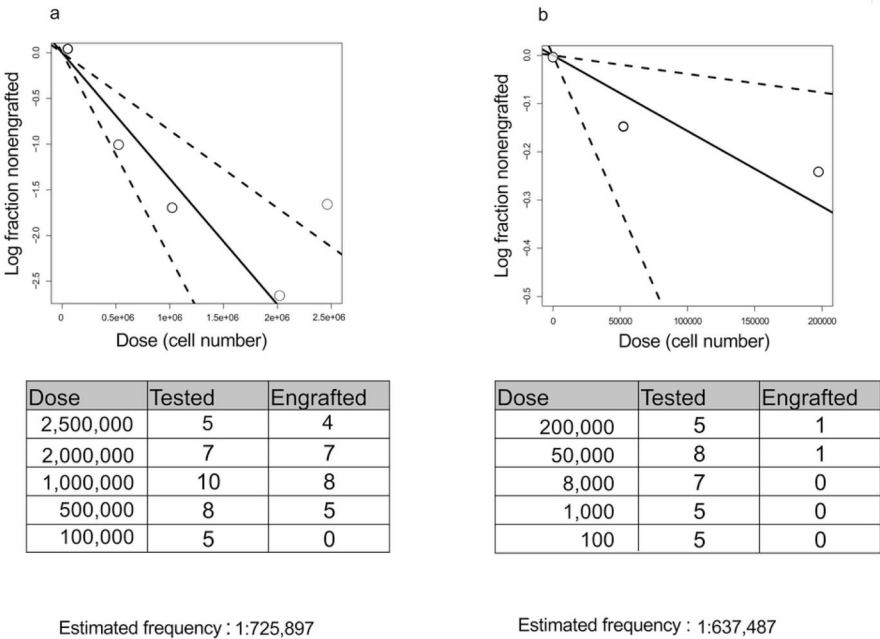 a
0.0
-0.5
-1.0
-1.5
-2.0
-2.5
Log fraction nonengrafted
0
0.5e+06
1e+06
1.5e+06
2e+06
2.5e+06
Dose (cell number)
Dose Tested Engrafted
2,500,000 5 4
2,000,000 7 7
1,000,000 10 8
500,000 8 5
100,000 5 0
Estimated frequency : 1:725,897
b
0.0
-0.1
-0.2
-0.3
-0.4
-0.5
Log fraction nonengrafted
0
50000
100000
150000
200000
Dose (cell number)
Dose Tested Engrafted
200,000 5 1
50,000 8 1
8,000 7 0
1,000 5 0
100 5 0
Estimated frequency : 1:637,487